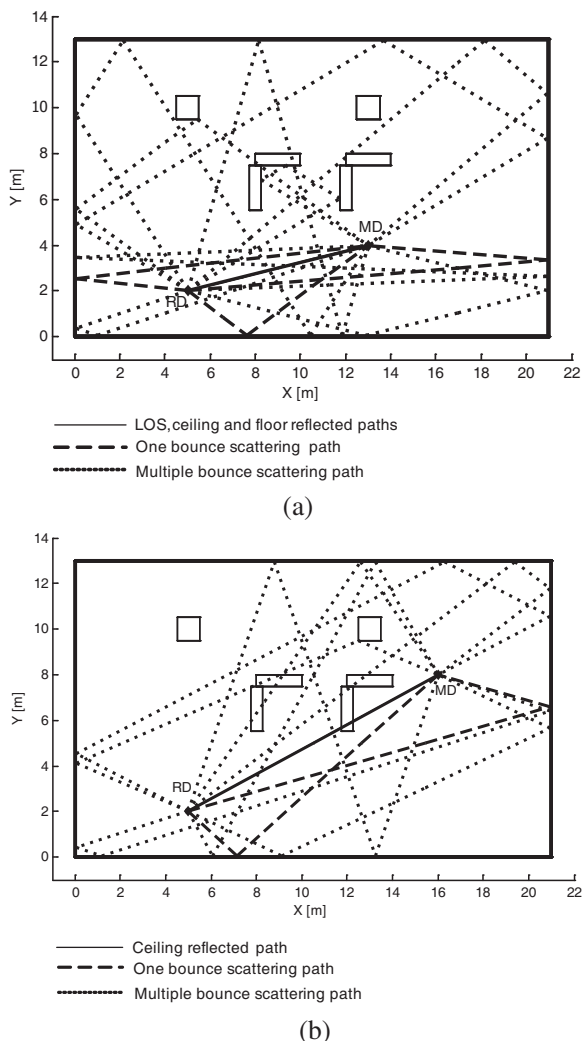 14
12
10
8
6
4
2
0
Y [m]
MD
RD
0 2 4 6 8 10 12 14 16 18 20 22
X [m]
LOS,ceiling and floor reflected paths
One bounce scattering path
Multiple bounce scattering path
(a)
14
12
10
8
6
4
2
0
Y [m]
MD
RD
0 2 4 6 8 10 12 14 16 18 20 22
X [m]
Ceiling reflected path
One bounce scattering path
Multiple bounce scattering path
(b)